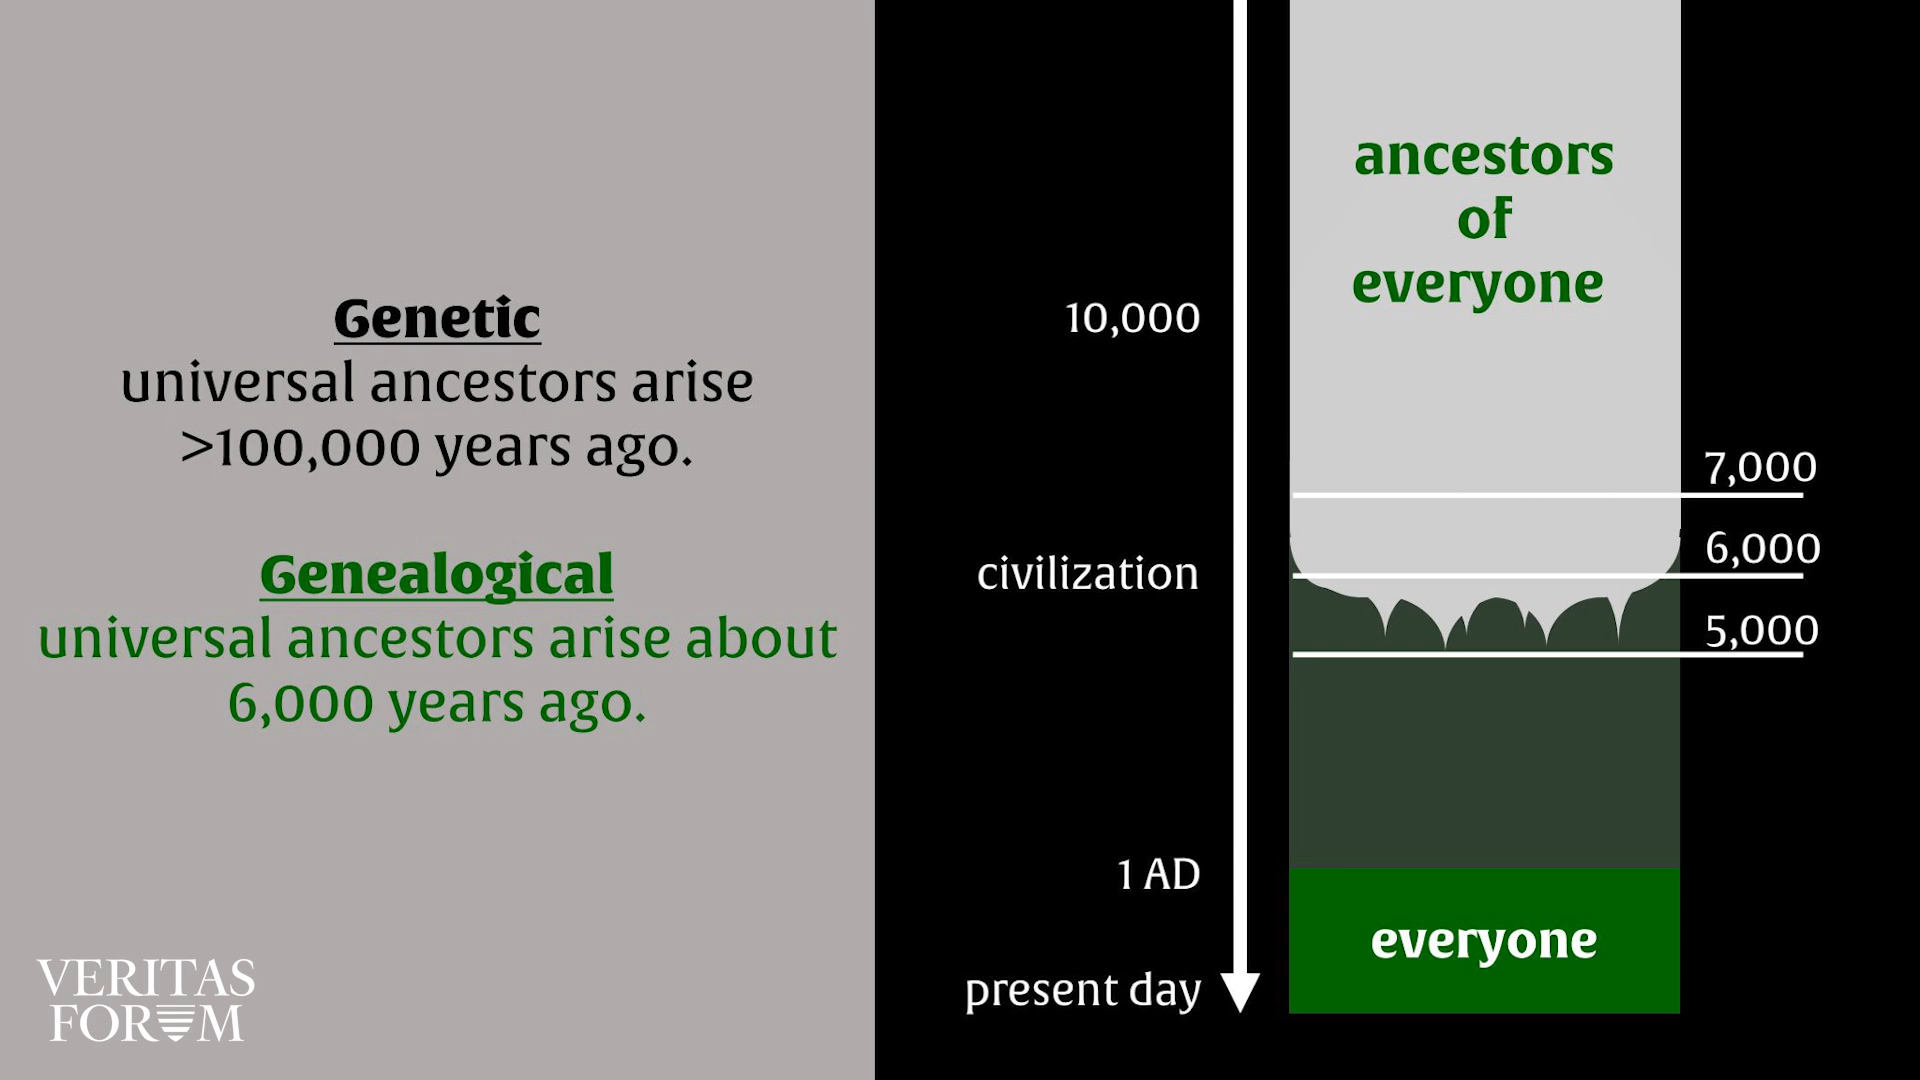 Genetic
universal ancestors arise
>100,000 years ago.
Genealogical
universal ancestors arise about
6,000 years ago.
VERITAS
FORUM
10,000
civilization
1 AD
present day
ancestors
of
everyone
7,000
6,000
5,000
everyone